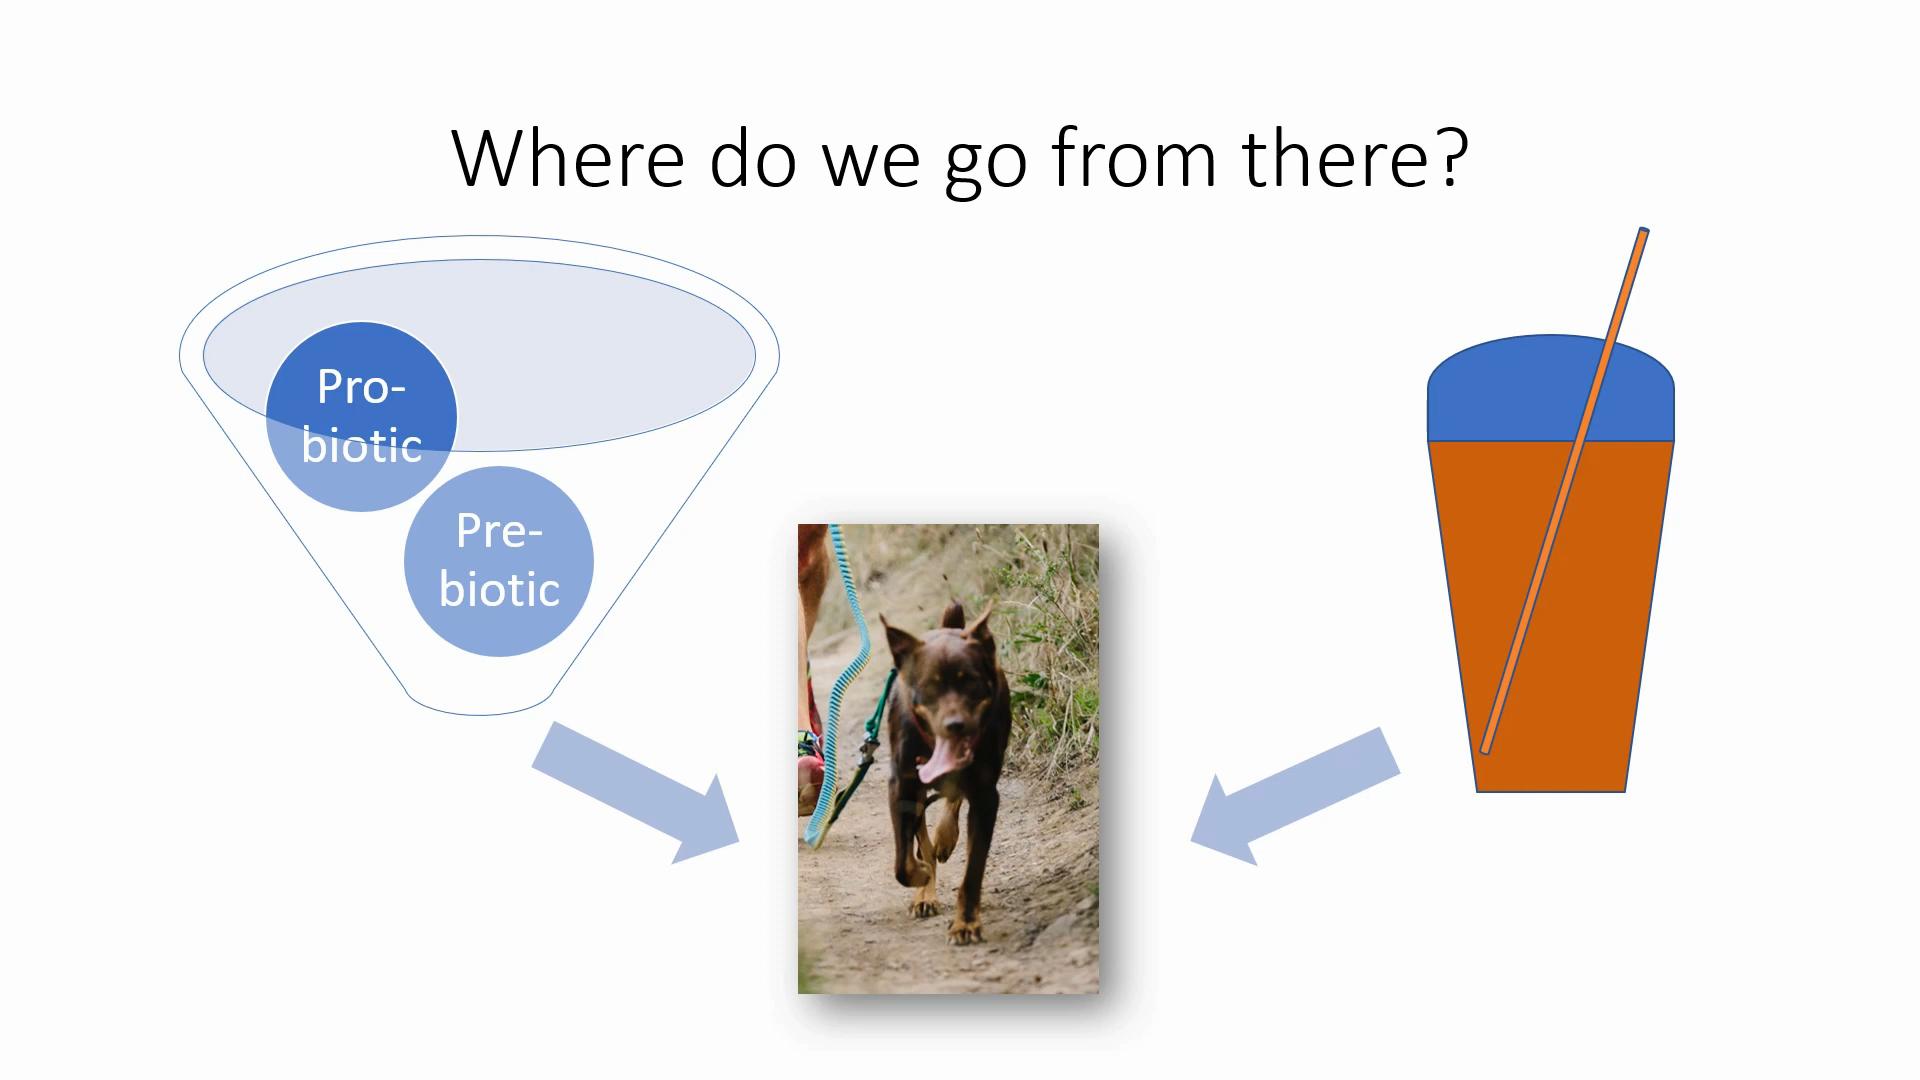 Where do we go from there?
Pro-
biotic
Pre-
biotic